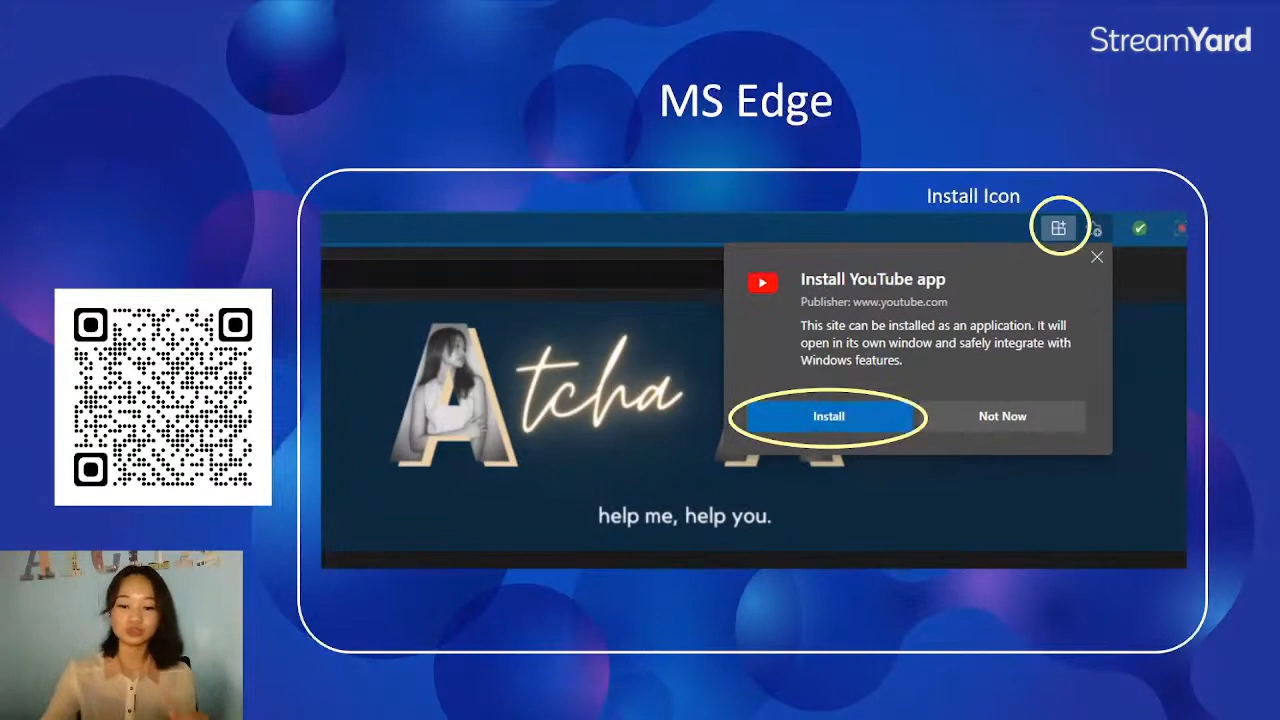 StreamYard
MS Edge
Install Icon
Install YouTube app
Publisher: www.youtube.com
This site can be installed as an application. It will
open in its own window and safely integrate with
Windows features.
Install
Not Now
Atcha
help me, help you.